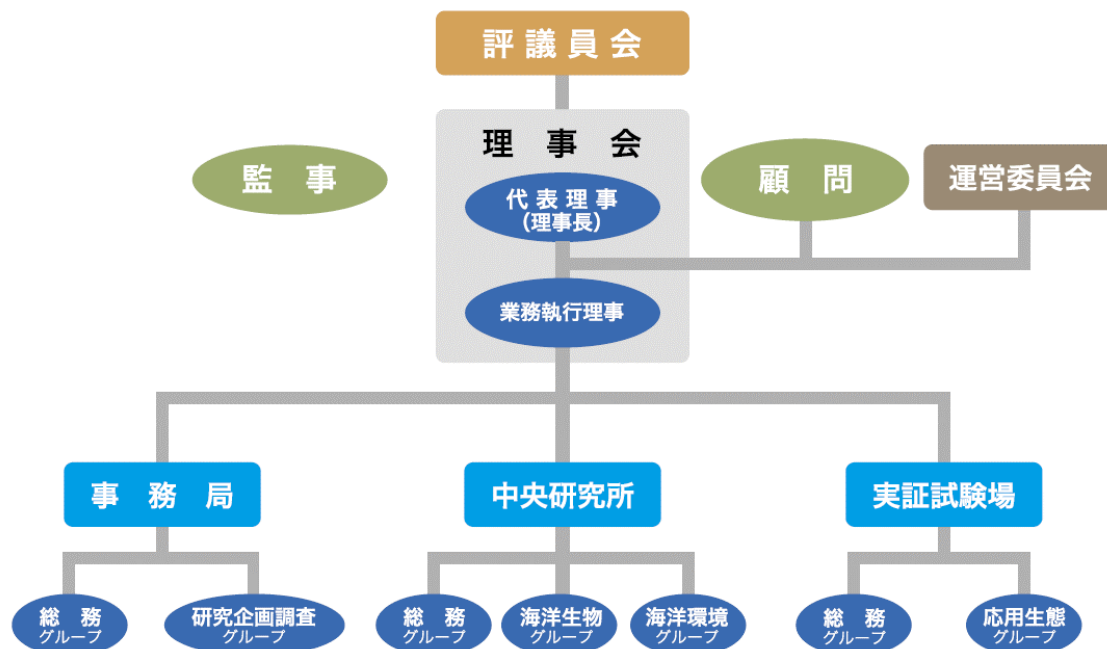 評議員会
理事会
監事
代表理事
（理事長）
顧問
運営委員会
業務執行理事
事務局
中央研究所
実証試験場
総務
グループ
研究企画調査
グループ
総務
グループ
海洋生物
グループ
海洋環境
グループ
総務
グループ
応用生態
グループ